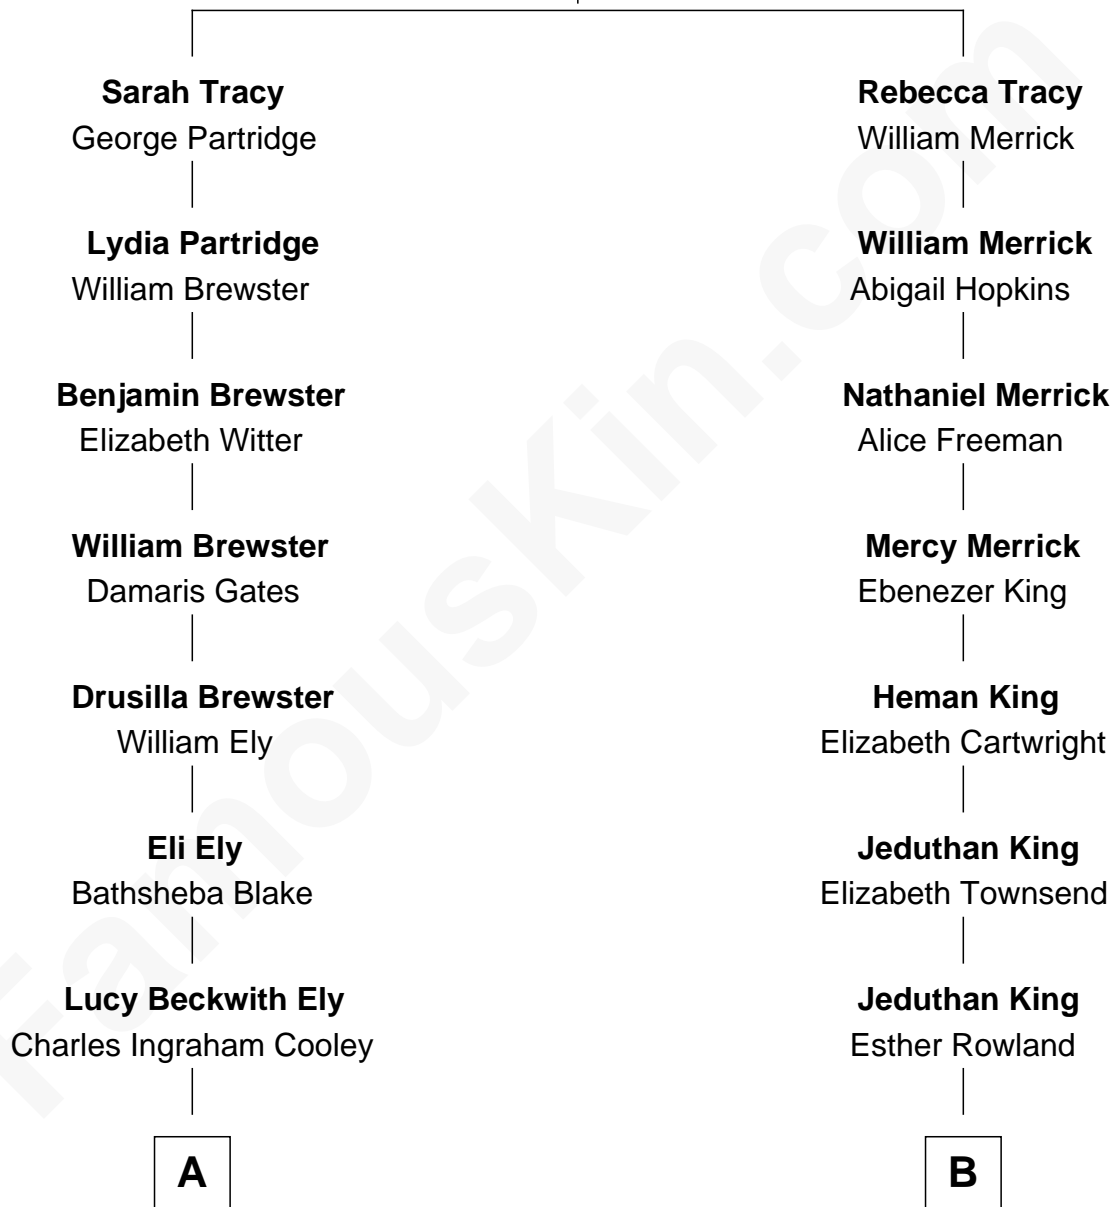 Sarah Tracy
George Partridge
Lydia Partridge
William Brewster
Benjamin Brewster
Elizabeth Witter
William Brewster
Damaris Gates
Drusilla Brewster
William Ely
Eli Ely
Bathsheba Blake
Lucy Beckwith Ely
Charles Ingraham Cooley
A
Rebecca Tracy
William Merrick
William Merrick
Abigail Hopkins
Nathaniel Merrick
Alice Freeman
Mercy Merrick
Ebenezer King
Heman King
Elizabeth Cartwright
Jeduthan King
Elizabeth Townsend
Jeduthan King
Esther Rowland
B
FamousKin.com